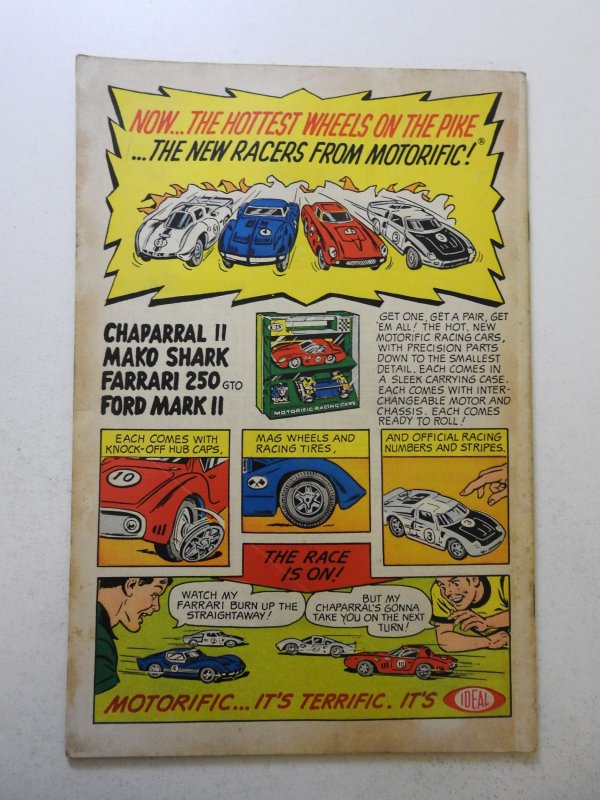 NOW...THE HOTTEST WHEELS ON THE PIKE
...THE NEW RACERS FROM MOTORIFIC!®
CHAPARRAL II
MAKO SHARK
FARRARI 250 GTO
FORD MARK II
MOTORIFIC RACING CARS
GET ONE, GET A PAIR, GET
'EM ALL! THE HOT, NEW
MOTORIFIC RACING CARS,
WITH PRECISION PARTS
DOWN TO THE SMALLEST
DETAIL. EACH COMES IN
A SLEEK CARRYING CASE.
EACH COMES WITH INTER-
CHANGEABLE MOTOR AND
CHASSIS. EACH COMES
READY TO ROLL!
EACH COMES WITH
KNOCK-OFF HUB CAPS,
10
MAG WHEELS AND
RACING TIRES,
AND OFFICIAL RACING
NUMBERS AND STRIPES.
3
THE RACE
IS ON!
WATCH MY
FARRARI BURN UP THE
STRAIGHTAWAY!
BUT MY
CHAPARRAL'S GONNA
TAKE YOU ON THE NEXT
TURN!
10
MOTORIFIC... IT'S TERRIFIC. IT'S IDEAL